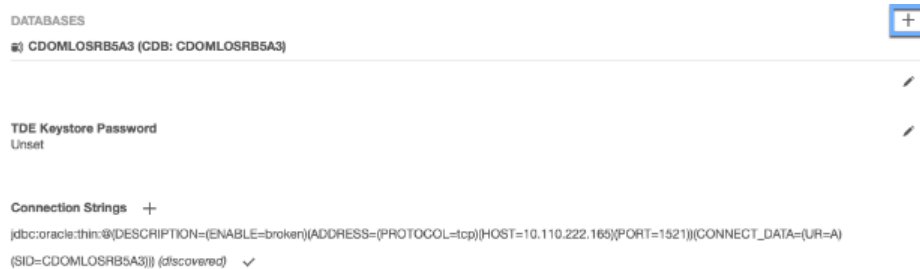 DATABASES
CDOMLOSRB5A3 (CDB: CDOMLOSRB5A3)
TDE Keystore Password
Unset
Connection Strings +
jdbc:oracle:thin:@(DESCRIPTION=(ENABLE=broken)(ADDRESS=(PROTOCOL=tcp)(HOST=10.110.222.165)(PORT=1521))(CONNECT_DATA=(UR=A)
(SID=CDOMLOSRB5A3))) (discovered)